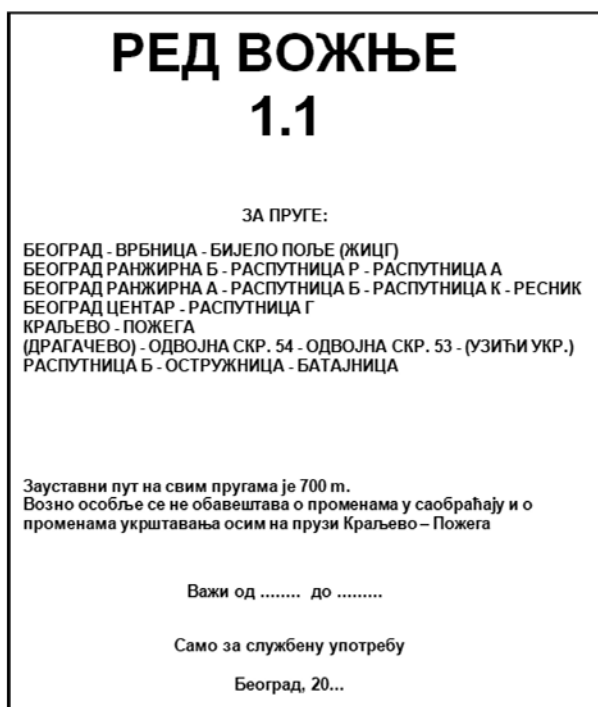 РЕД ВОЖЊЕ
1.1
ЗА ПРУГЕ:
БЕОГРАД - ВРБНИЦА - БИЈЕЛО ПОЉЕ (ЖИЦГ)
БЕОГРАД РАНЖИРНА Б - РАСПУТНИЦА Р - РАСПУТНИЦА А
БЕОГРАД РАНЖИРНА А - РАСПУТНИЦА Б - РАСПУТНИЦА К - РЕСНИК
БЕОГРАД ЦЕНТАР - РАСПУТНИЦА Г
КРАЉЕВО - ПОЖЕГА
(ДРАГАЧЕВО) - ОДВОЈНА СКР. 54 - ОДВОЈНА СКР. 53 - (УЗИЋИ УКР.)
РАСПУТНИЦА Б - ОСТРУЖНИЦА - БАТАЈНИЦА
Зауставни пут на свим пругама је 700 m.
Возно особље се не обавештава о променама у саобраћају и о
променама укрштавања осим на прузи Краљево – Пожега
Важи од ........ до .........
Само за службену употребу
Београд, 20...